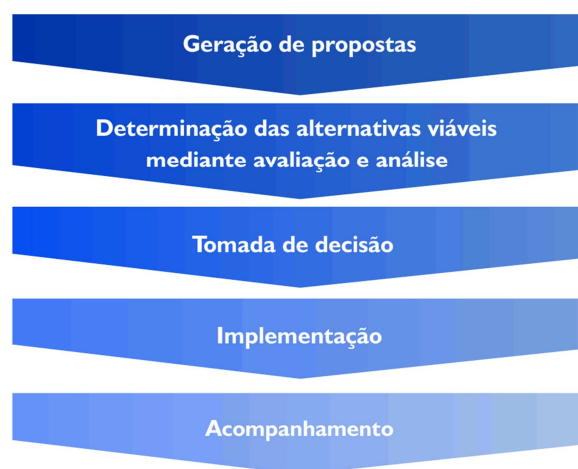 Geração de propostas
Determinação das alternativas viáveis
mediante avaliação e análise
Tomada de decisão
Implementação
Acompanhamento